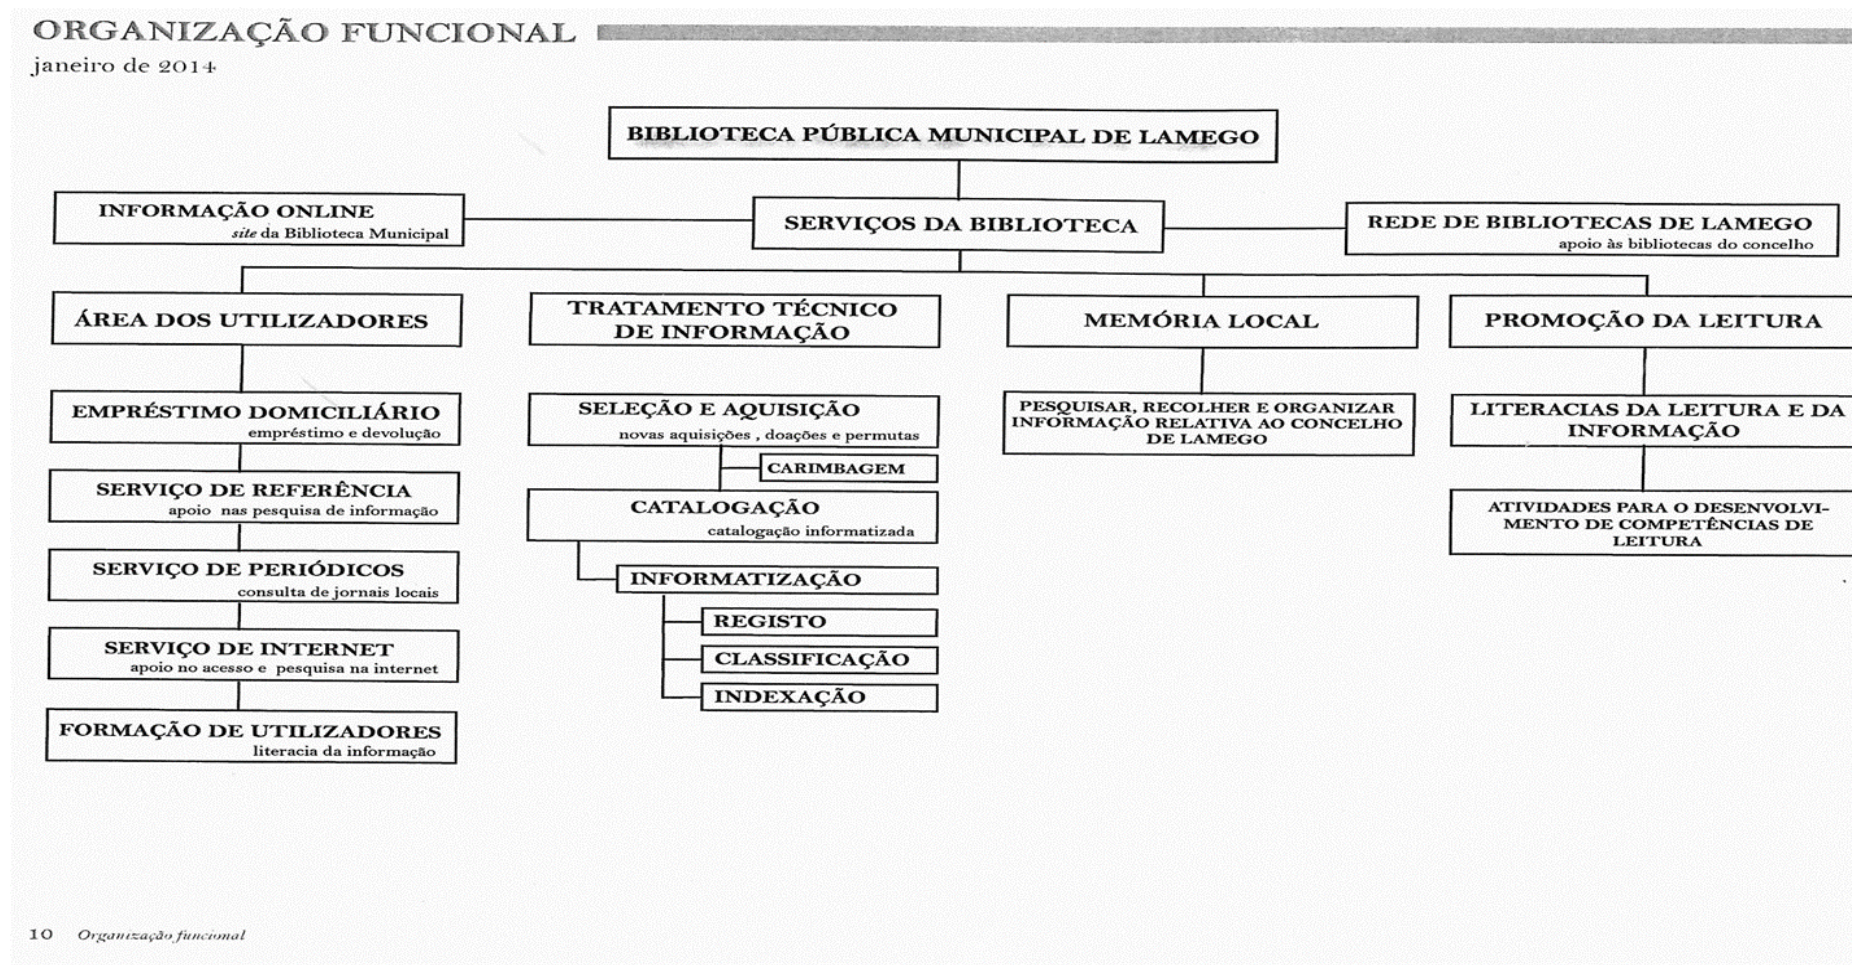 ORGANIZAÇÃO FUNCIONAL
janeiro de 2014
BIBLIOTECA PÚBLICA MUNICIPAL DE LAMEGO
INFORMAÇÃO ONLINE
site da Biblioteca Municipal
SERVIÇOS DA BIBLIOTECA
REDE DE BIBLIOTECAS DE LAMEGO
apoio às bibliotecas do concelho
ÁREA DOS UTILIZADORES
EMPRÉSTIMO DOMICILIÁRIO
empréstimo e devolução
SERVIÇO DE REFERÊNCIA
apoio nas pesquisa de informação
SERVIÇO DE PERIÓDICOS
consulta de jornais locais
SERVIÇO DE INTERNET
apoio no acesso e pesquisa na internet
FORMAÇÃO DE UTILIZADORES
literacia da informação
TRATAMENTO TÉCNICO
DE INFORMAÇÃO
SELEÇÃO E AQUISIÇÃO
novas aquisições , doações e permutas
CARIMBAGEM
CATALOGAÇÃO
catalogação informatizada
INFORMATIZAÇÃO
REGISTO
CLASSIFICAÇÃO
INDEXAÇÃO
MEMÓRIA LOCAL
PESQUISAR, RECOLHER E ORGANIZAR
INFORMAÇÃO RELATIVA AO CONCELHO
DE LAMEGO
PROMOÇÃO DA LEITURA
LITERACIAS DA LEITURA E DA
INFORMAÇÃO
ATIVIDADES PARA O DESENVOLVI-
MENTO DE COMPETÊNCIAS DE
LEITURA
10 Organização funcional